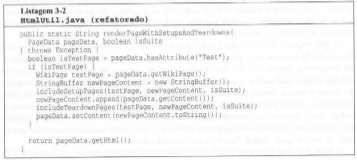 Listagem 3-2
HtmlUtil.java (refatorado)
public static String renderPageWithSetupsAndTeardowns(
PageData pageData, boolean isSuite
) throws Exception {
boolean isTestPage = pageData.hasAttribute("Test");
if (isTestPage) {
WikiPage testPage = pageData.getWikiPage();
StringBuffer newPageContent = new StringBuffer();
includeSetupPages(testPage, newPageContent, isSuite);
newPageContent.append(pageData.getContent());
includeTeardownPages(testPage, newPageContent, isSuite);
pageData.setContent(newPageContent.toString());
}
return pageData.getHtml();
}